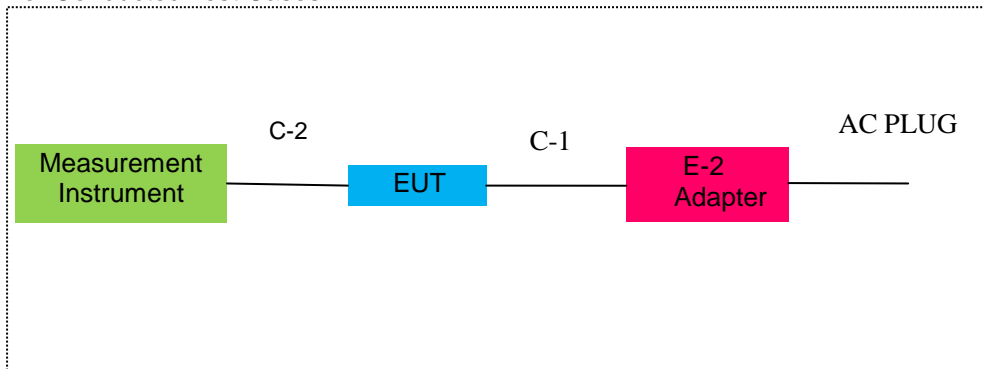 C-2
C-1
AC PLUG
Measurement
Instrument
EUT
E-2
Adapter